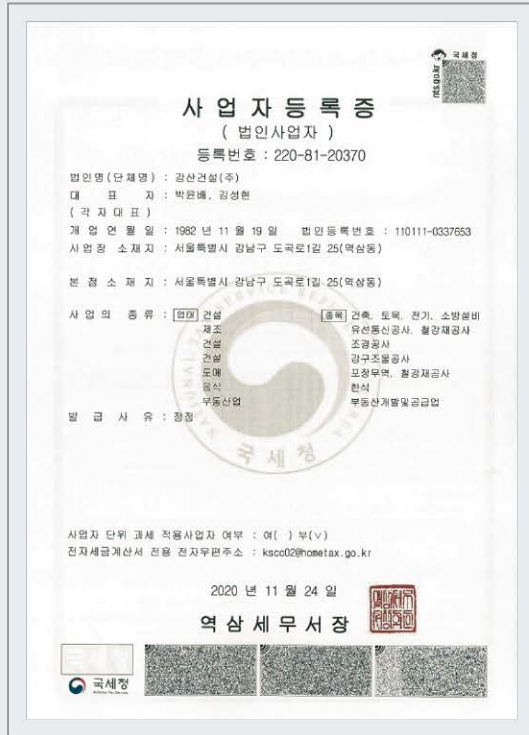 국세청
nts.go.kr
사업자등록증
( 법인사업자 )
등록번호 : 220-81-20370
법인명(단체명) : 강산건설(주)
대 표 자 : 박윤배, 김성현
( 각 자 대 표 )
개 업 연 월 일 : 1982 년 11 월 19 일 법인등록번호 : 110111-0337653
사업장 소재지 : 서울특별시 강남구 도곡로1길 25(역삼동)
본 점 소 재 지 : 서울특별시 강남구 도곡로1길 25(역삼동)
사 업 의 종 류 : 업태 건설 종목 건축, 토목, 전기, 소방설비
제조 유선통신공사, 철강재공사
건설 조경공사
건설 강구조물공사
도매 포장무역, 철강재공사
음식 한식
부동산업 부동산개발및공급업
발 급 사 유 : 정정
국세청
사업자 단위 과세 적용사업자 여부 : 여( ) 부(∨)
전자세금계산서 전용 전자우편주소 : kscc02@hometax.go.kr
2020 년 11 월 24 일
역삼세무서장
국세청